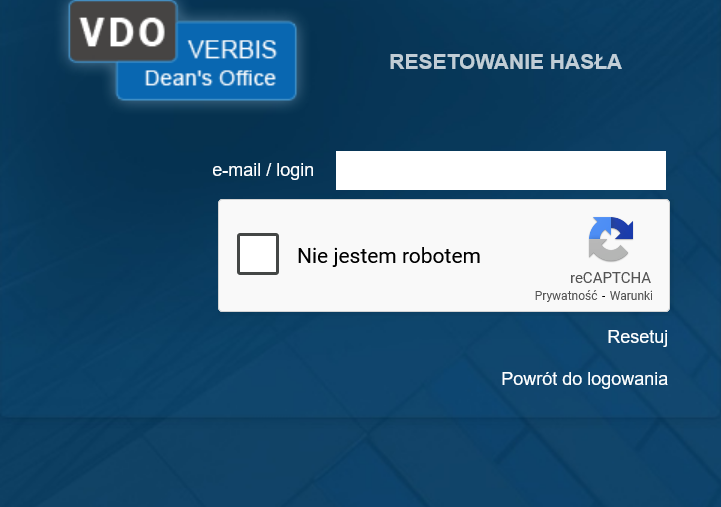 VDO
VERBIS
Dean's Office
RESETOWANIE HASŁA
e-mail / login
Nie jestem robotem
reCAPTCHA
Prywatność - Warunki
Resetuj
Powrót do logowania